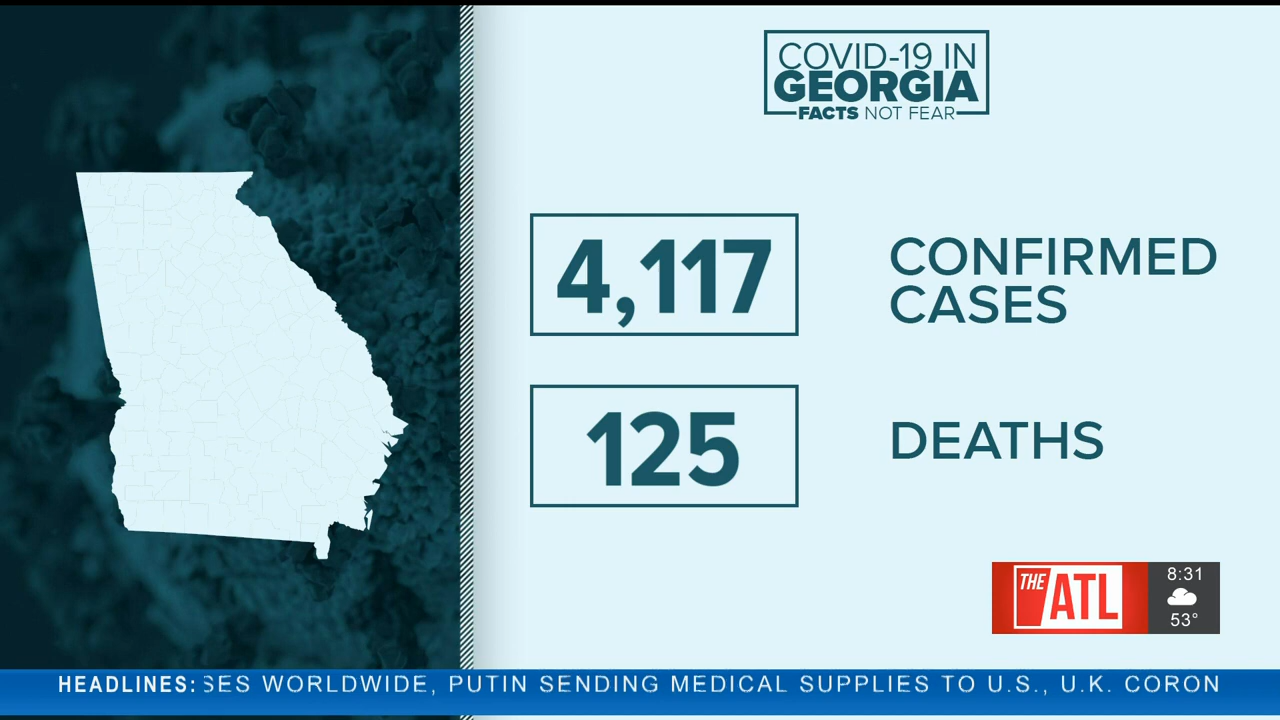 COVID-19 IN
GEORGIA
FACTS NOT FEAR
4,117
CONFIRMED
CASES
125
DEATHS
THE ATL
8:31
53°
HEADLINES: SES WORLDWIDE, PUTIN SENDING MEDICAL SUPPLIES TO U.S., U.K. CORON